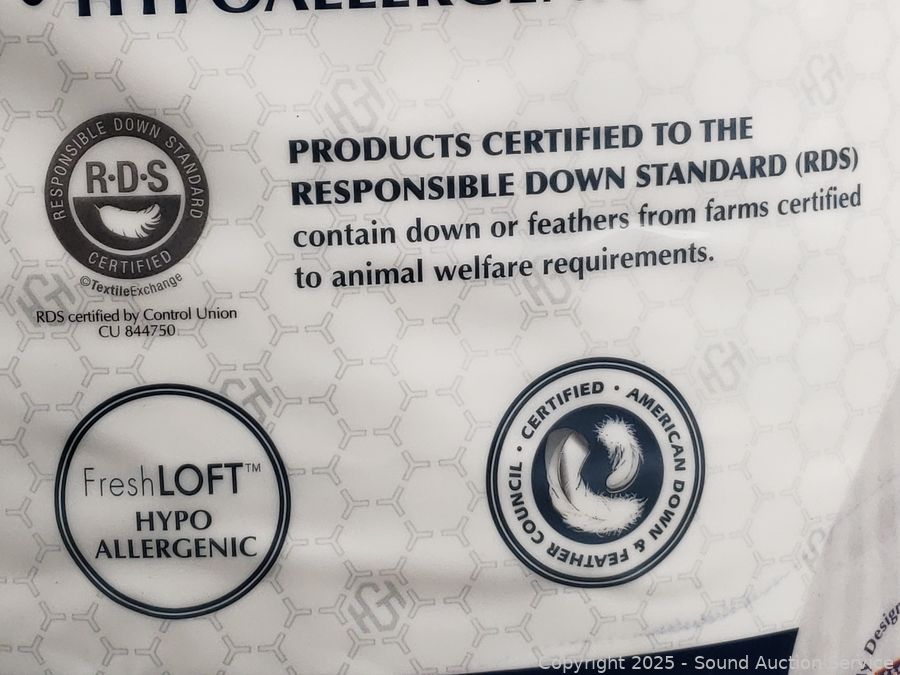 HYPOALLERGENIC
RESPONSIBLE DOWN STANDARD
R·D·S
CERTIFIED
©TextileExchange
RDS certified by Control Union
CU 844750
PRODUCTS CERTIFIED TO THE
RESPONSIBLE DOWN STANDARD (RDS)
contain down or feathers from farms certified
to animal welfare requirements.
FreshLOFT™
HYPO
ALLERGENIC
CERTIFIED · AMERICAN DOWN & FEATHER COUNCIL ·
Design
Copyright 2025 - Sound Auction Service